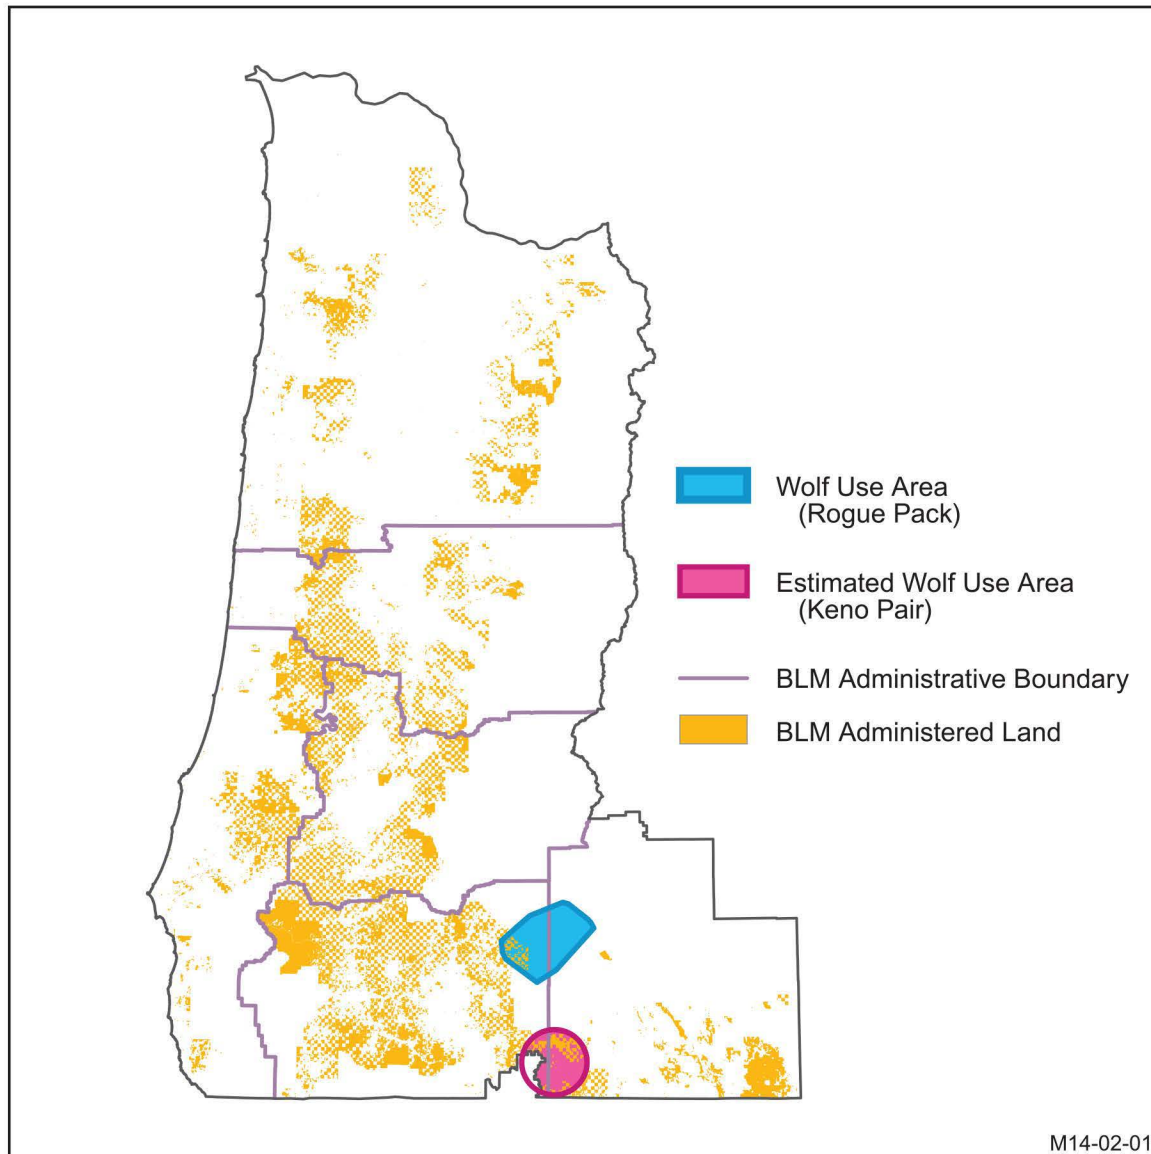 Wolf Use Area
(Rogue Pack)
Estimated Wolf Use Area
(Keno Pair)
BLM Administrative Boundary
BLM Administered Land
M14-02-01